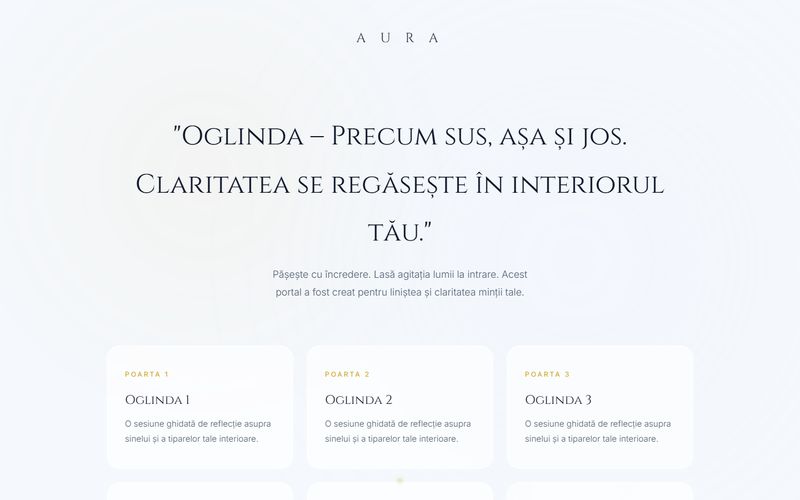 A U R A
"Oglinda – Precum sus, așa și jos.
Claritatea se regăsește în interiorul
tău."
Pășește cu încredere. Lasă agitația lumii la intrare. Acest
portal a fost creat pentru liniștea și claritatea minții tale.
POARTA 1
Oglinda 1
O sesiune ghidată de reflecție asupra
sinelui și a tiparelor tale interioare.
POARTA 2
Oglinda 2
O sesiune ghidată de reflecție asupra
sinelui și a tiparelor tale interioare.
POARTA 3
Oglinda 3
O sesiune ghidată de reflecție asupra
sinelui și a tiparelor tale interioare.